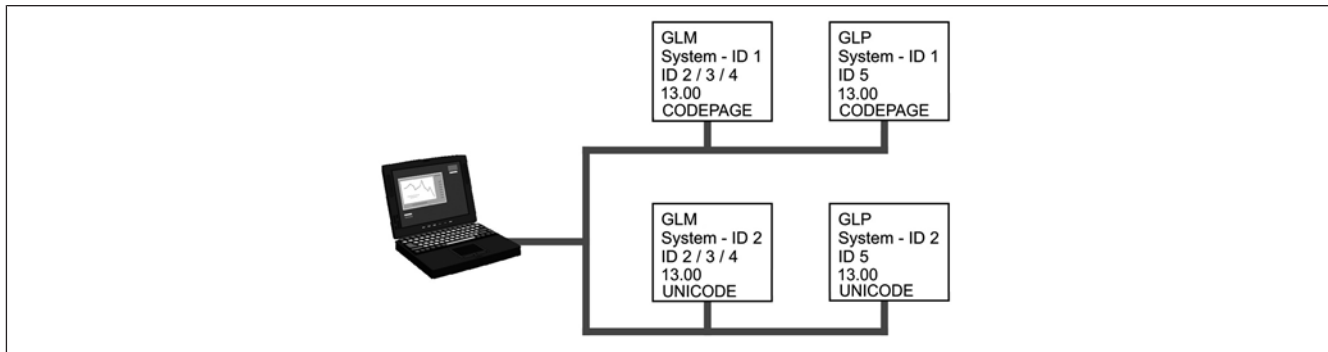 GLM
System - ID 1
ID 2 / 3 / 4
13.00
CODEPAGE
GLP
System - ID 1
ID 5
13.00
CODEPAGE
GLM
System - ID 2
ID 2 / 3 / 4
13.00
UNICODE
GLP
System - ID 2
ID 5
13.00
UNICODE